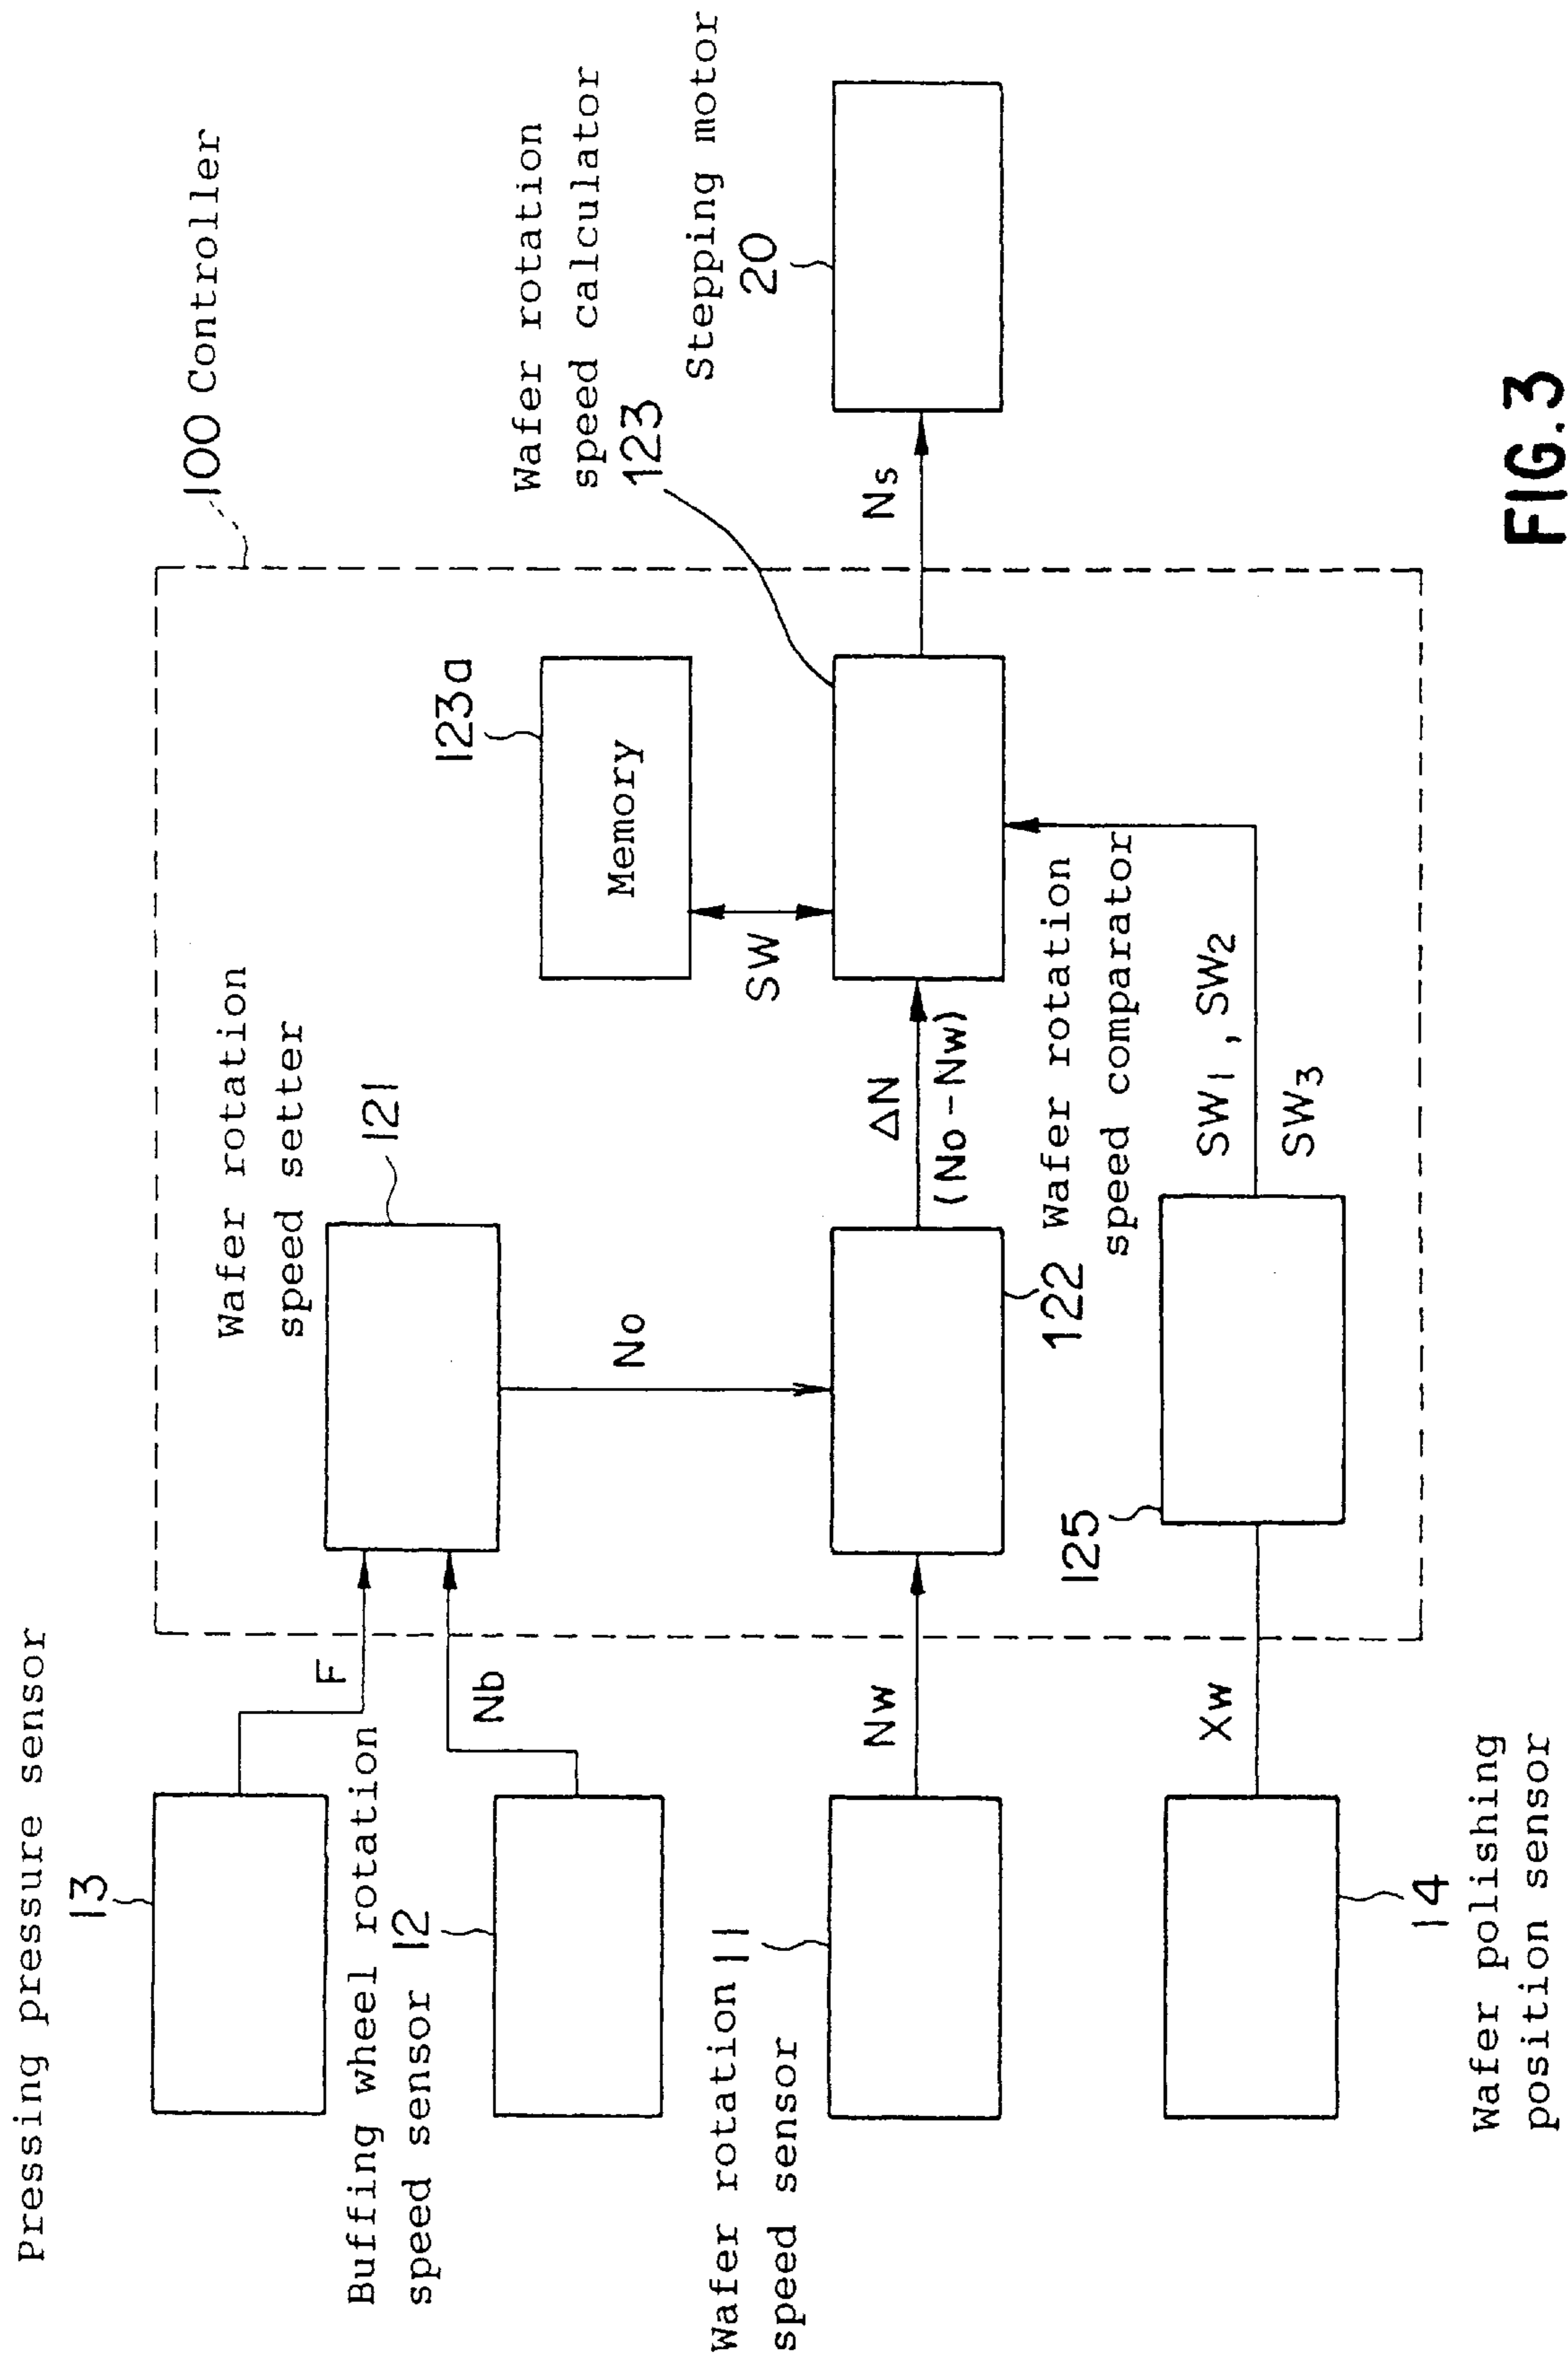 Pressing pressure sensor
13
F
Buffing wheel rotation
speed sensor 12
Nb
Wafer rotation 11
speed sensor
Nw
14
Wafer polishing
position sensor
Xw
100 Controller
Wafer rotation
speed setter
121
No
122 Wafer rotation
speed comparator
ΔN
(No-Nw)
125
SW1, SW2
SW3
123a
Memory
SW
Wafer rotation
speed calculator
123
Ns
Stepping motor
20
FIG.3